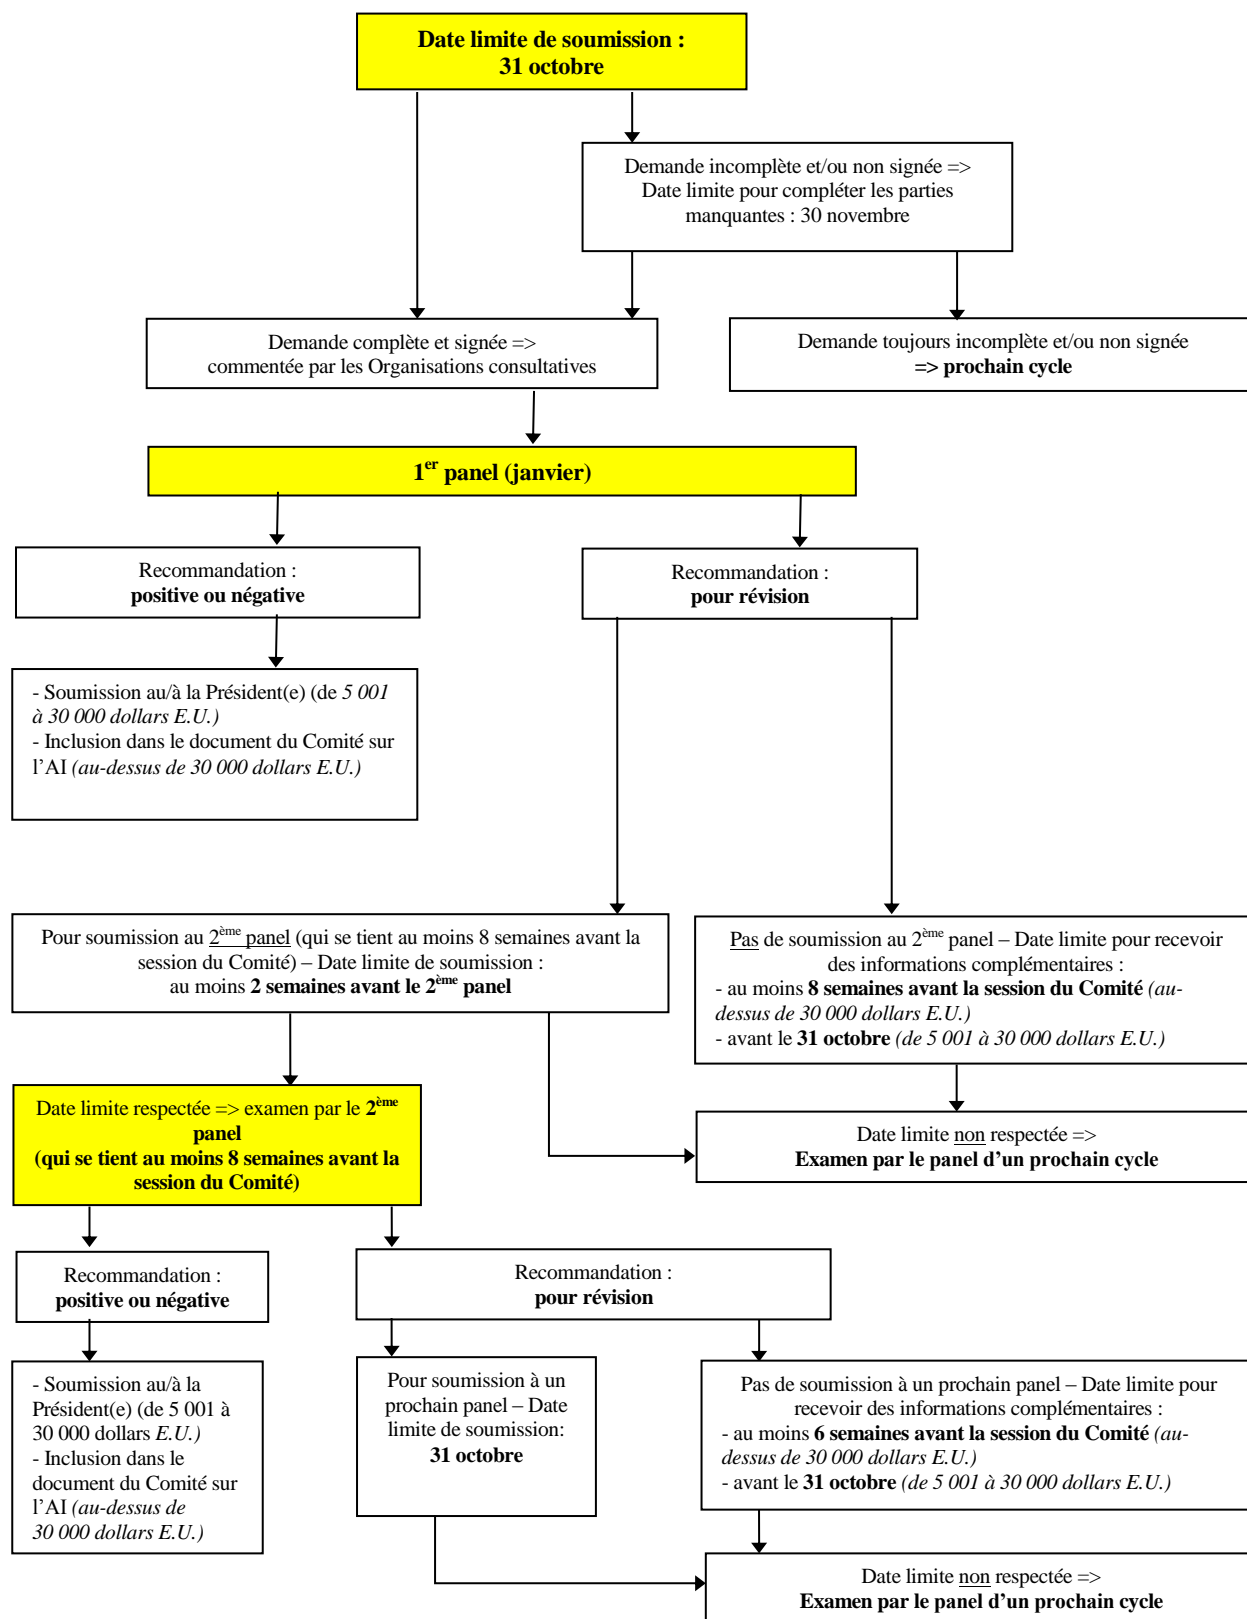 Date limite de soumission :
31 octobre
Demande incomplète et/ou non signée =>
Date limite pour compléter les parties
manquantes : 30 novembre
Demande complète et signée =>
commentée par les Organisations consultatives
Demande toujours incomplète et/ou non signée
=> prochain cycle
1er panel (janvier)
Recommandation :
positive ou négative
Recommandation :
pour révision
- Soumission au/à la Président(e) (de 5 001
à 30 000 dollars E.U.)
- Inclusion dans le document du Comité sur
l'AI (au-dessus de 30 000 dollars E.U.)
Pour soumission au 2ème panel (qui se tient au moins 8 semaines avant la
session du Comité) – Date limite de soumission :
au moins 2 semaines avant le 2ème panel
Pas de soumission au 2ème panel – Date limite pour recevoir
des informations complémentaires :
- au moins 8 semaines avant la session du Comité (au-
dessus de 30 000 dollars E.U.)
- avant le 31 octobre (de 5 001 à 30 000 dollars E.U.)
Date limite respectée => examen par le 2ème
panel
(qui se tient au moins 8 semaines avant la
session du Comité)
Date limite non respectée =>
Examen par le panel d'un prochain cycle
Recommandation :
positive ou négative
Recommandation :
pour révision
- Soumission au/à la
Président(e) (de 5 001 à
30 000 dollars E.U.)
- Inclusion dans le
document du Comité sur
l'AI (au-dessus de
30 000 dollars E.U.)
Pour soumission à un
prochain panel – Date
limite de soumission:
31 octobre
Pas de soumission à un prochain panel – Date limite pour
recevoir des informations complémentaires :
- au moins 6 semaines avant la session du Comité (au-
dessus de 30 000 dollars E.U.)
- avant le 31 octobre (de 5 001 à 30 000 dollars E.U.)
Date limite non respectée =>
Examen par le panel d'un prochain cycle